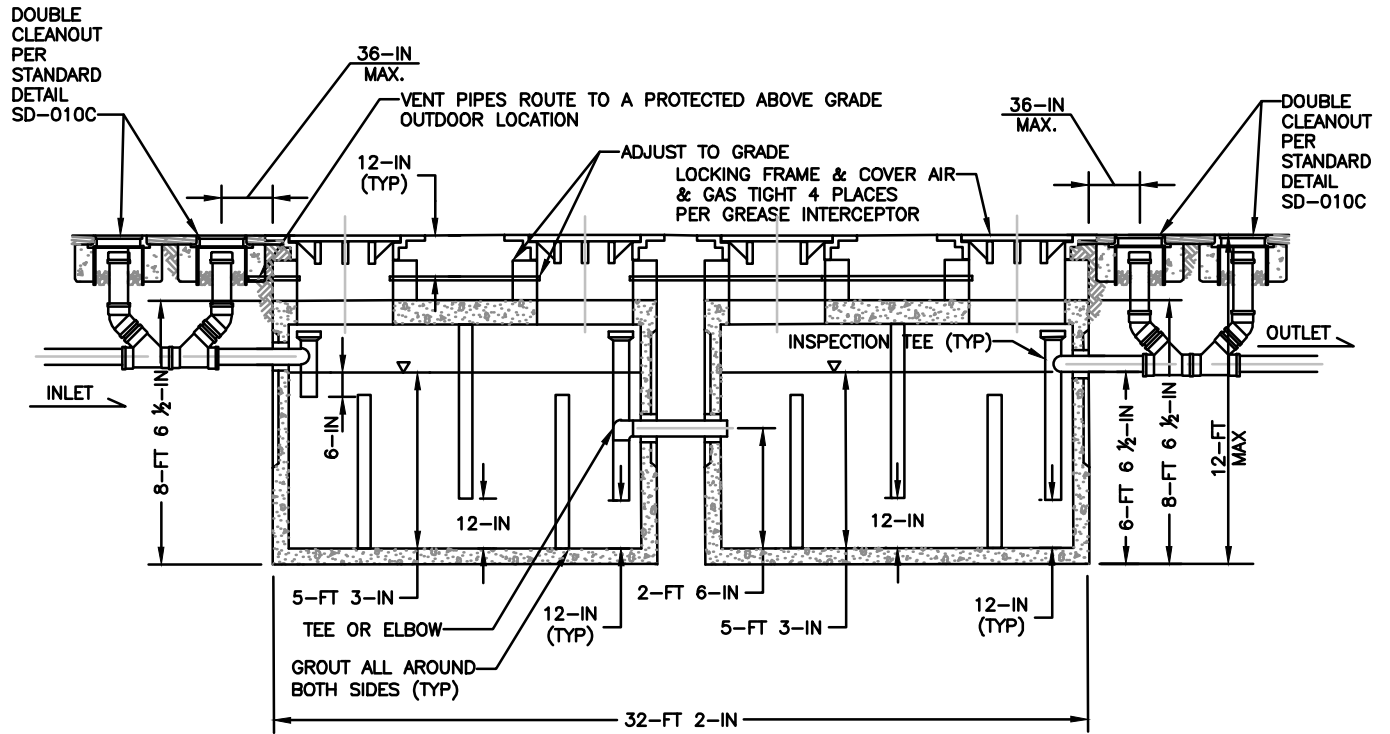 DOUBLE
CLEANOUT
PER
STANDARD
DETAIL
SD-010C
36-IN
MAX.
VENT PIPES ROUTE TO A PROTECTED ABOVE GRADE
OUTDOOR LOCATION
12-IN
(TYP)
ADJUST TO GRADE
LOCKING FRAME & COVER AIR
& GAS TIGHT 4 PLACES
PER GREASE INTERCEPTOR
36-IN
MAX.
DOUBLE
CLEANOUT
PER
STANDARD
DETAIL
SD-010C
INLET
8-FT 6 ½-IN
6-IN
INSPECTION TEE (TYP)
OUTLET
12-IN
12-IN
6-FT 6 ½-IN
8-FT 6 ½-IN
12-FT
MAX
5-FT 3-IN
TEE OR ELBOW
GROUT ALL AROUND
BOTH SIDES (TYP)
12-IN
(TYP)
2-FT 6-IN
5-FT 3-IN
12-IN
(TYP)
32-FT 2-IN